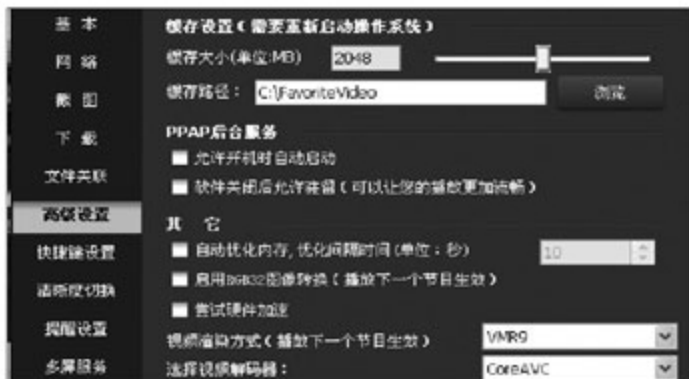 基 本
网 络
截 图
下 载
文件关联
高级设置
快捷键设置
清晰度切换
提醒设置
多屏服务
缓存设置(需要重新启动操作系统)
缓存大小(单位:MB) 2048
缓存路径: C:\FavoriteVideo 浏览
PPAP后台服务
允许开机时自动启动
软件关闭后允许驻留(可以让您的播放更加流畅)
其 它
自动优化内存,优化间隔时间(单位:秒) 10
启用RGB32图像转换(播放下一个节目生效)
尝试硬件加速
视频渲染方式(播放下一个节目生效) VMR9
选择视频解码器: CoreAVC